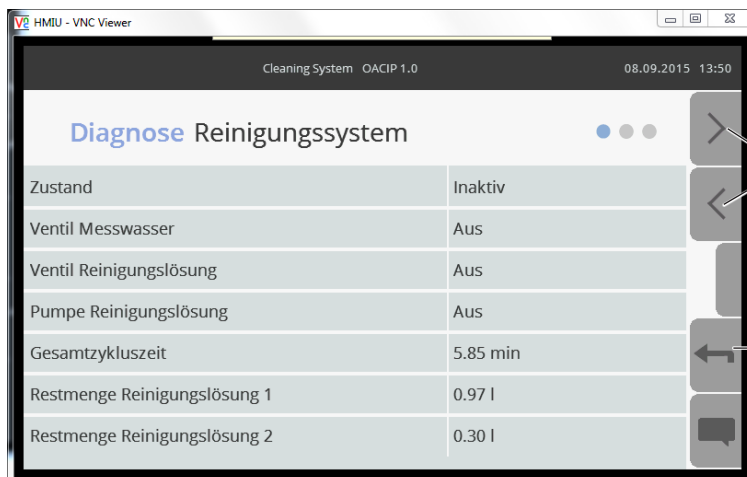 HMIU - VNC Viewer
Cleaning System OACIP 1.0 08.09.2015 13:50
Diagnose Reinigungssystem
Zustand Inaktiv
Ventil Messwasser Aus
Ventil Reinigungslösung Aus
Pumpe Reinigungslösung Aus
Gesamtzykluszeit 5.85 min
Restmenge Reinigungslösung 1 0.97 l
Restmenge Reinigungslösung 2 0.30 l